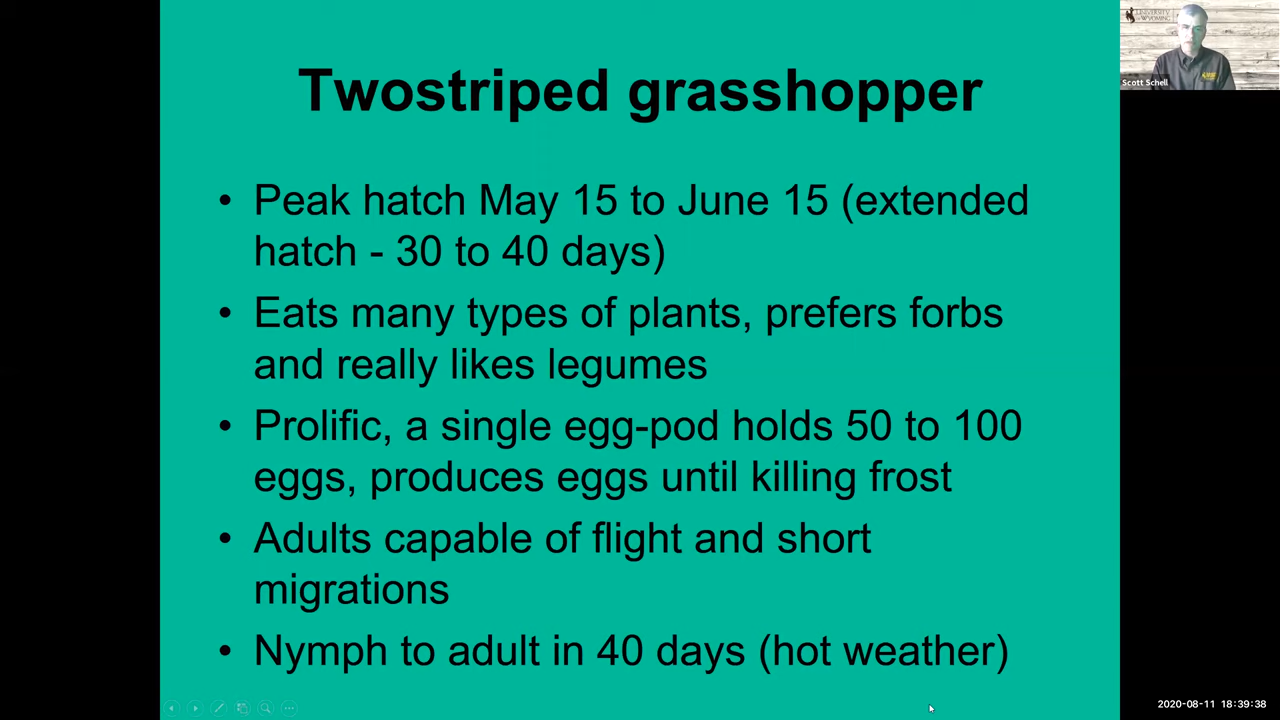 Twostriped grasshopper
• Peak hatch May 15 to June 15 (extended
hatch - 30 to 40 days)
• Eats many types of plants, prefers forbs
and really likes legumes
• Prolific, a single egg-pod holds 50 to 100
eggs, produces eggs until killing frost
• Adults capable of flight and short
migrations
• Nymph to adult in 40 days (hot weather)
UNIVERSITY
OF WYOMING
Scott Schell
2020-08-11 18:39:38